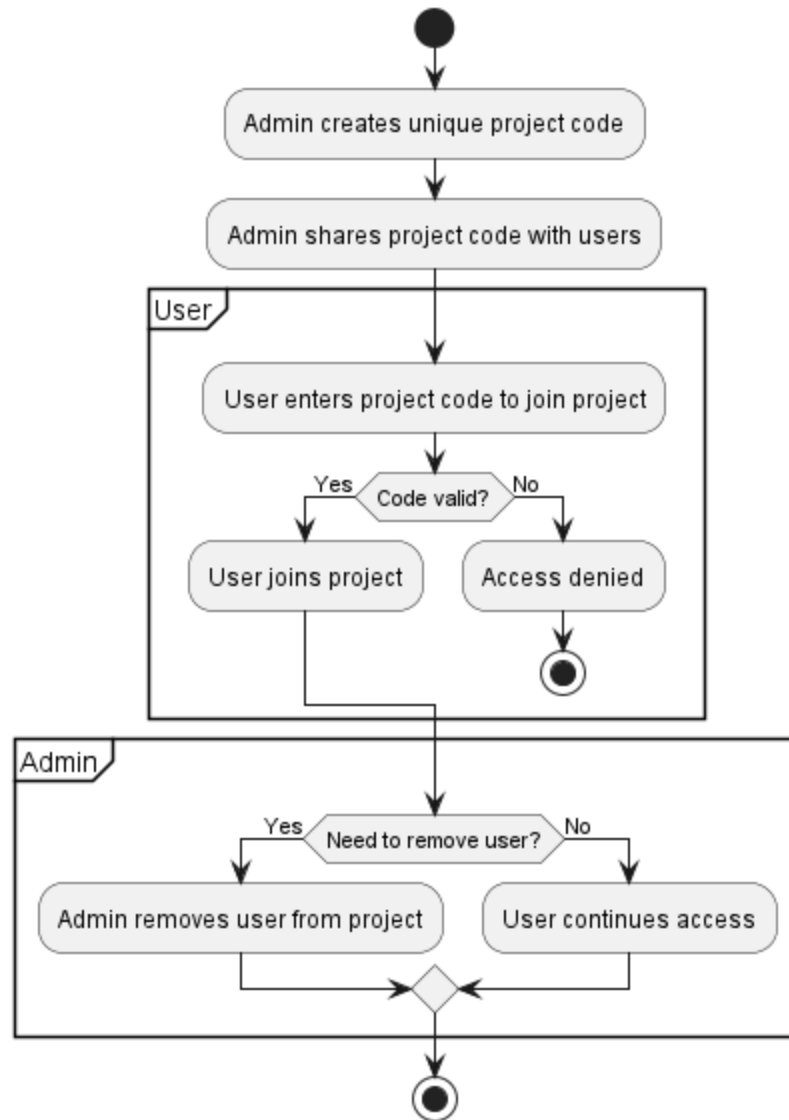 Admin creates unique project code
Admin shares project code with users
User
User enters project code to join project
Yes
Code valid?
No
User joins project
Access denied
Admin
Yes
Need to remove user?
No
Admin removes user from project
User continues access